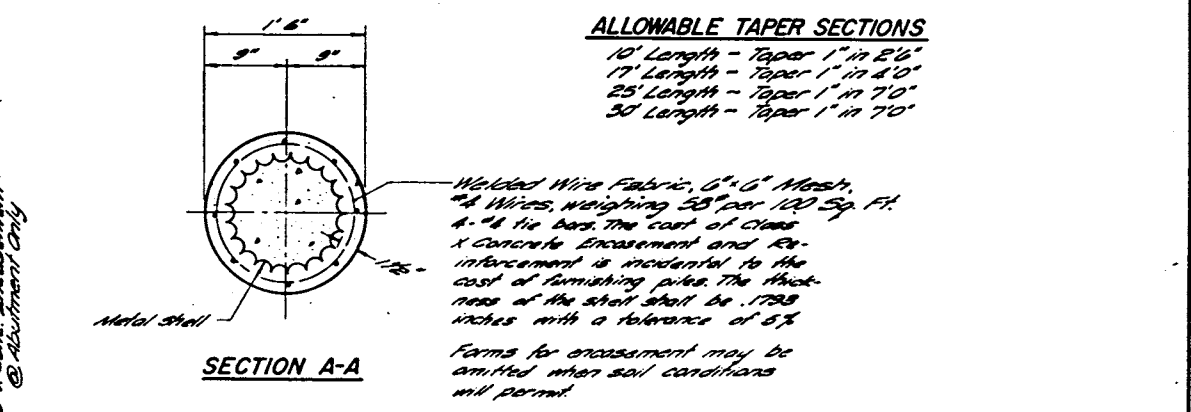 1'6"
9" 9"
Metal Shell
SECTION A-A
@ Abutment Only
ALLOWABLE TAPER SECTIONS
10' Length - Taper 1" in 2'6"
17' Length - Taper 1" in 4'0"
25' Length - Taper 1" in 7'0"
30' Length - Taper 1" in 7'0"
Welded Wire Fabric, 6"x6" Mesh,
#4 Wires, weighing 58# per 100 Sq. Ft.
4-#4 tie bars. The cost of Class
X Concrete Encasement and Re-
inforcement is incidental to the
cost of furnishing piles. The thick-
ness of the shell shall be .1793
inches with a tolerance of 5%
Forms for encasement may be
omitted when soil conditions
will permit.